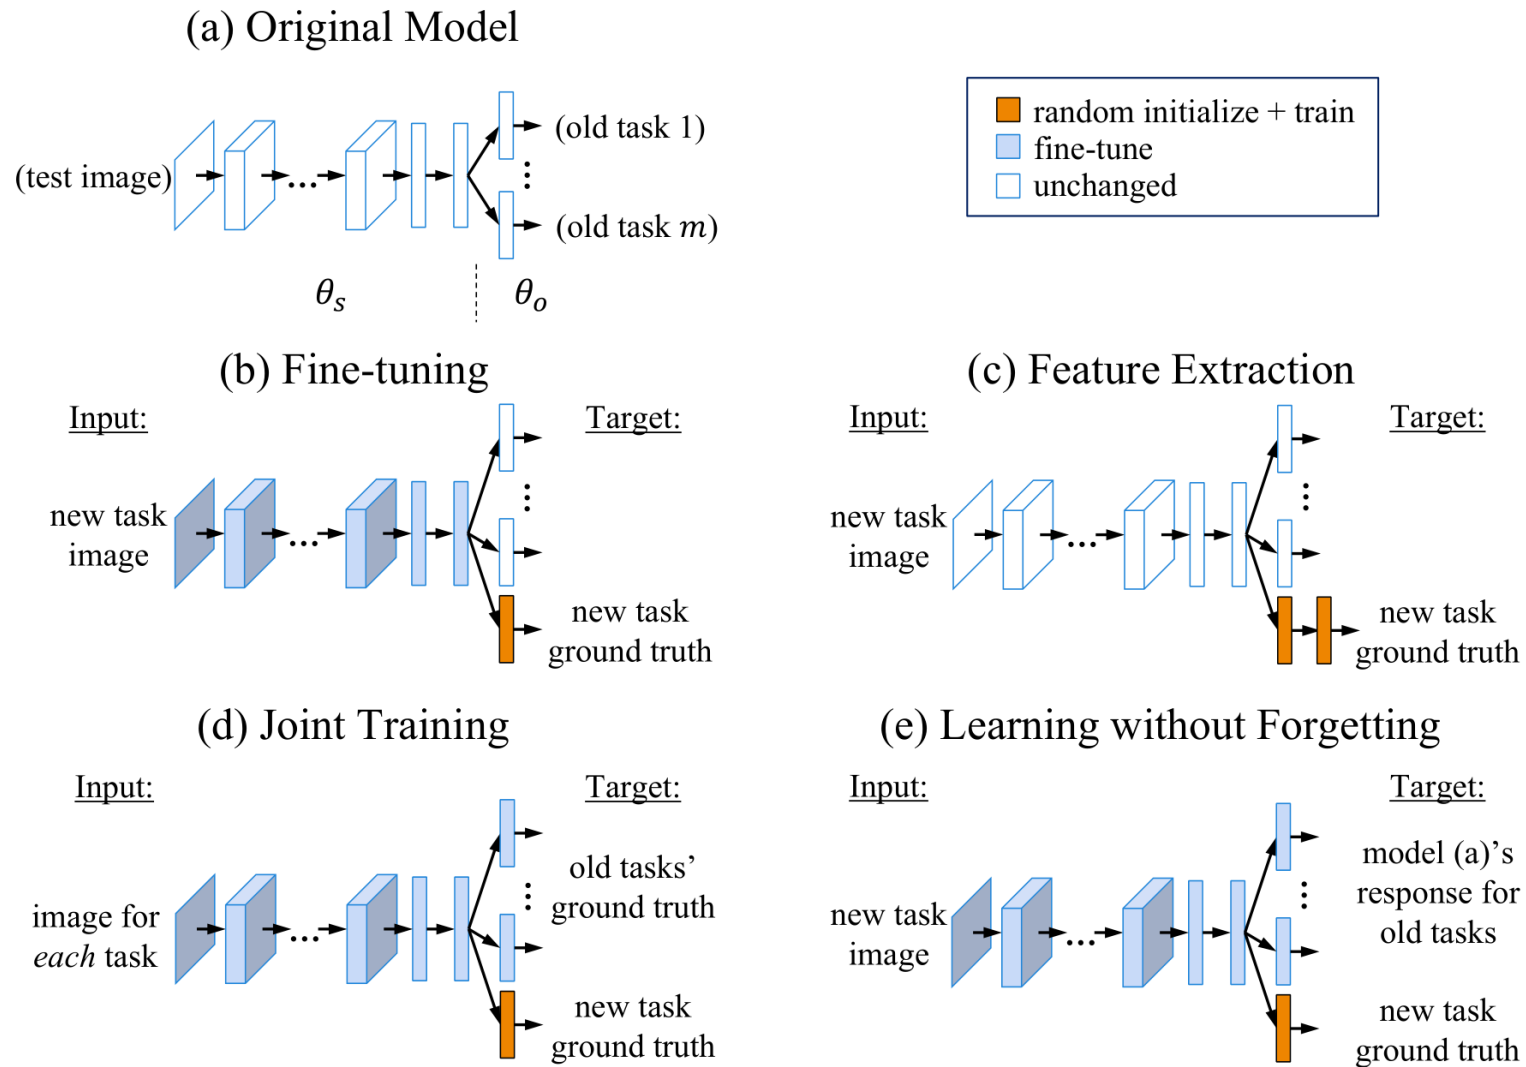 (a) Original Model
(test image)
(old task 1)
(old task m)
θs
θo
random initialize + train
fine-tune
unchanged
(b) Fine-tuning
Input:
Target:
new task
image
new task
ground truth
(c) Feature Extraction
Input:
Target:
new task
image
new task
ground truth
(d) Joint Training
Input:
Target:
image for
each task
old tasks’
ground truth
new task
ground truth
(e) Learning without Forgetting
Input:
Target:
new task
image
model (a)’s
response for
old tasks
new task
ground truth